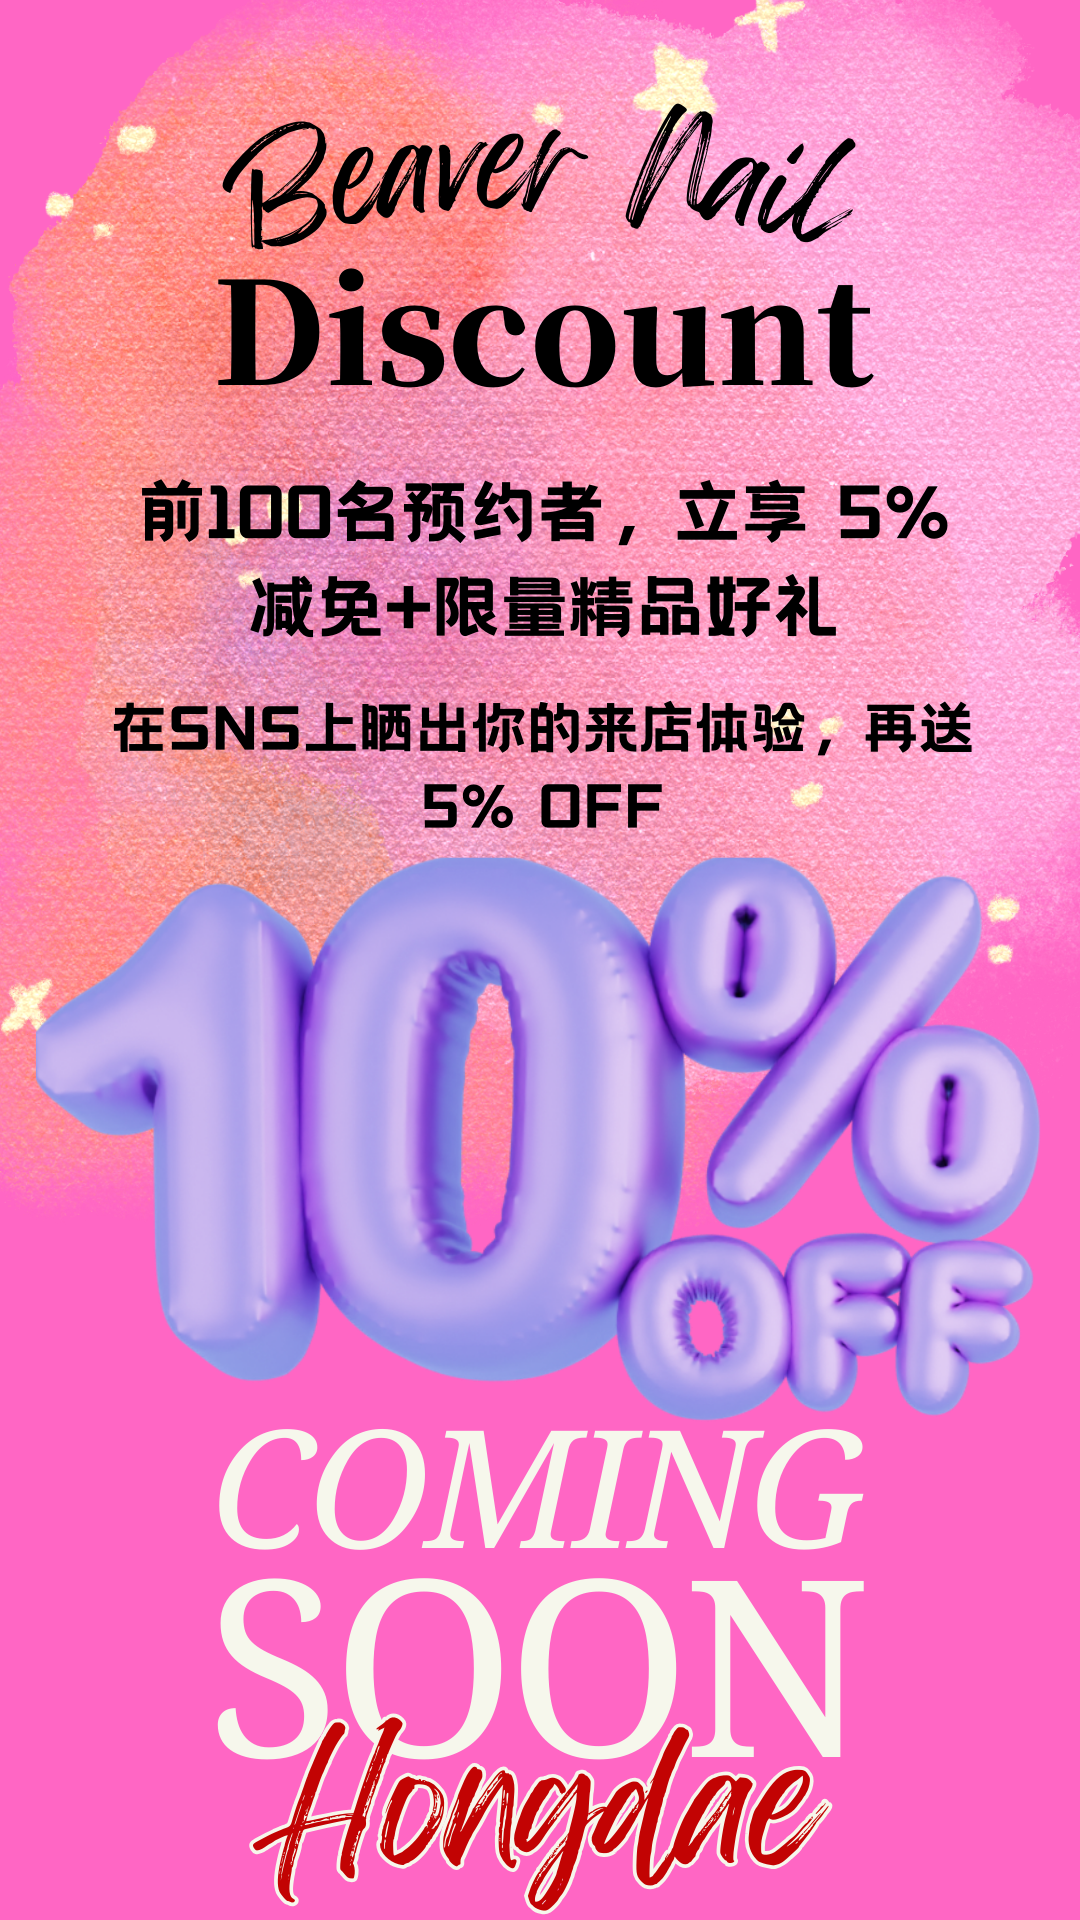 Beaver Nail
Discount
前100名预约者，立享 5%
减免+限量精品好礼
在SNS上晒出你的来店体验，再送
5% OFF
10%
OFF
COMING
SOON
Hongdae